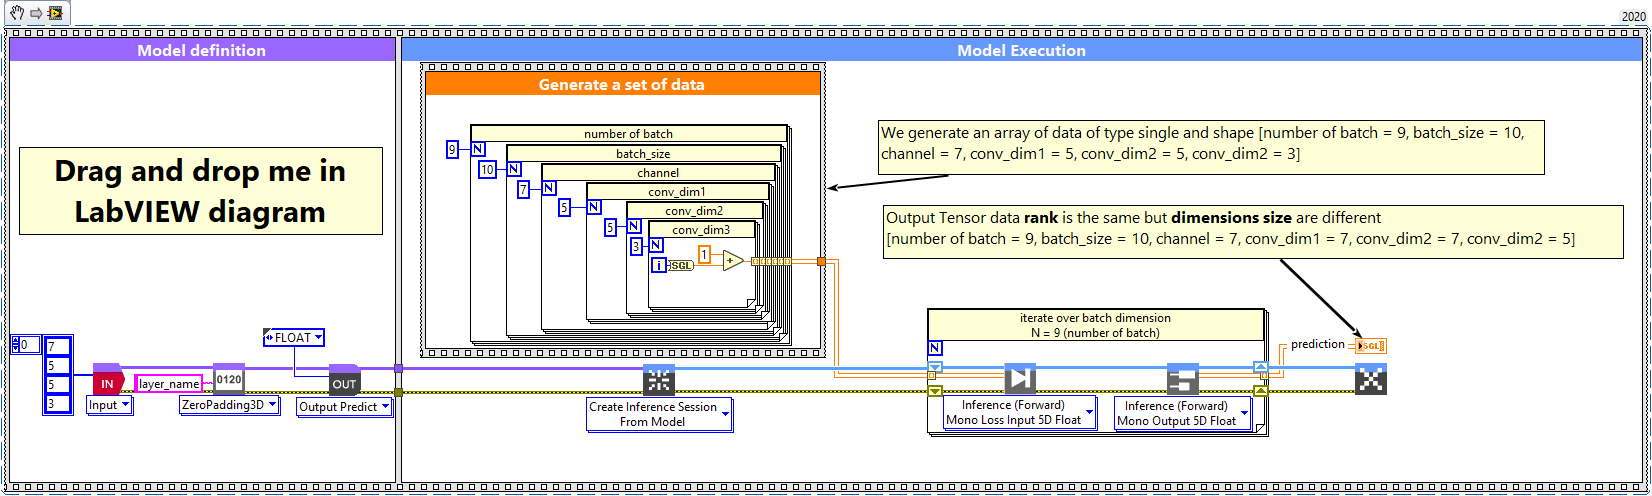 2020
Model definition
Model Execution
Generate a set of data
Drag and drop me in
LabVIEW diagram
number of batch
9
N
batch_size
10
N
channel
7
N
conv_dim1
5
N
conv_dim2
5
N
conv_dim3
3
N
i
SGL
1
+
We generate an array of data of type single and shape [number of batch = 9, batch_size = 10,
channel = 7, conv_dim1 = 5, conv_dim2 = 5, conv_dim2 = 3]
Output Tensor data rank is the same but dimensions size are different
[number of batch = 9, batch_size = 10, channel = 7, conv_dim1 = 7, conv_dim2 = 7, conv_dim2 = 5]
0
7
5
5
3
IN
Input
layer_name
0120
ZeroPadding3D
FLOAT
OUT
Output Predict
Create Inference Session
From Model
iterate over batch dimension
N = 9 (number of batch)
N
Inference (Forward)
Mono Loss Input 5D Float
Inference (Forward)
Mono Output 5D Float
prediction
SGL